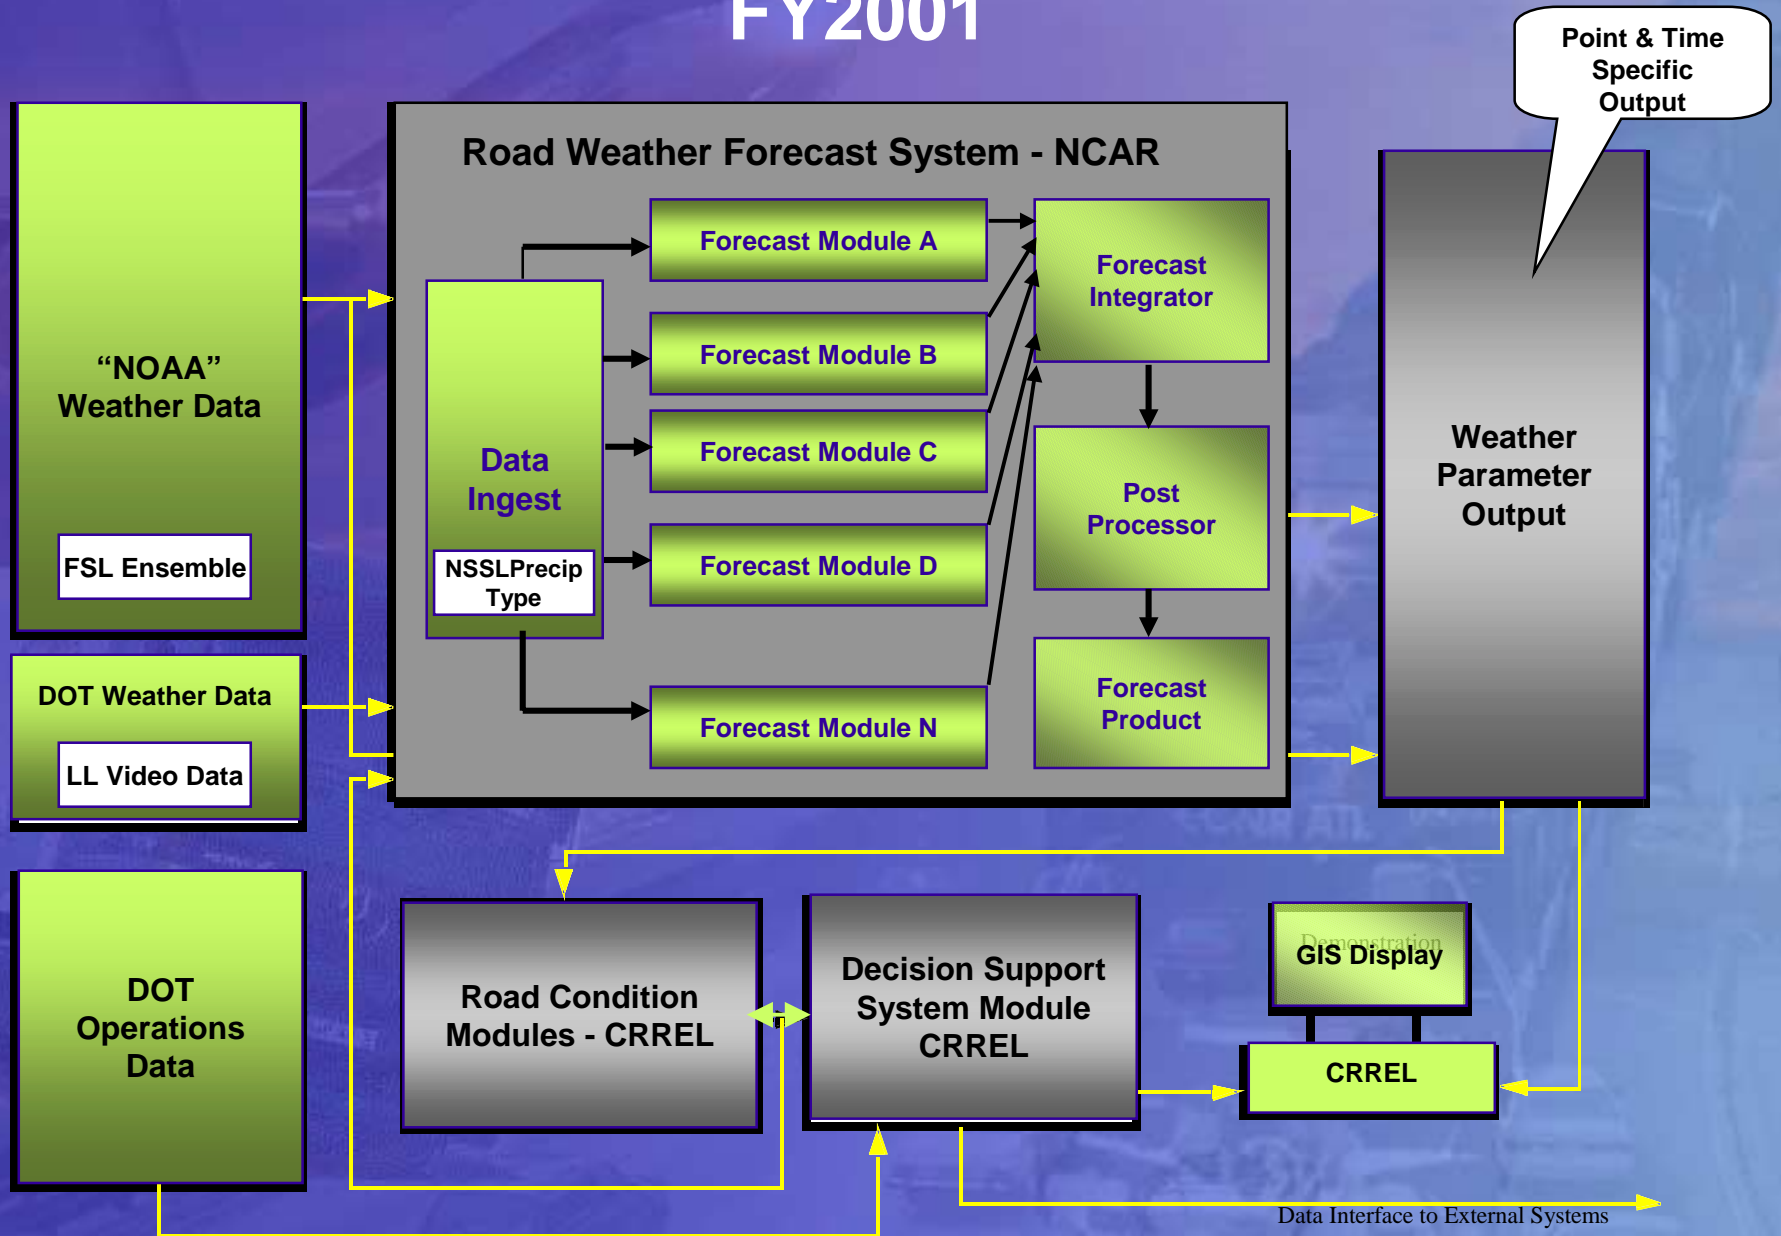 FY2001
Point & Time
Specific
Output
Road Weather Forecast System - NCAR
“NOAA”
Weather Data
FSL Ensemble
DOT Weather Data
LL Video Data
DOT
Operations
Data
Data
Ingest
NSSLPrecip
Type
Forecast Module A
Forecast Module B
Forecast Module C
Forecast Module D
Forecast Module N
Forecast
Integrator
Post
Processor
Forecast
Product
Weather
Parameter
Output
Road Condition
Modules - CRREL
Decision Support
System Module
CRREL
Demonstration
GIS Display
CRREL
Data Interface to External Systems